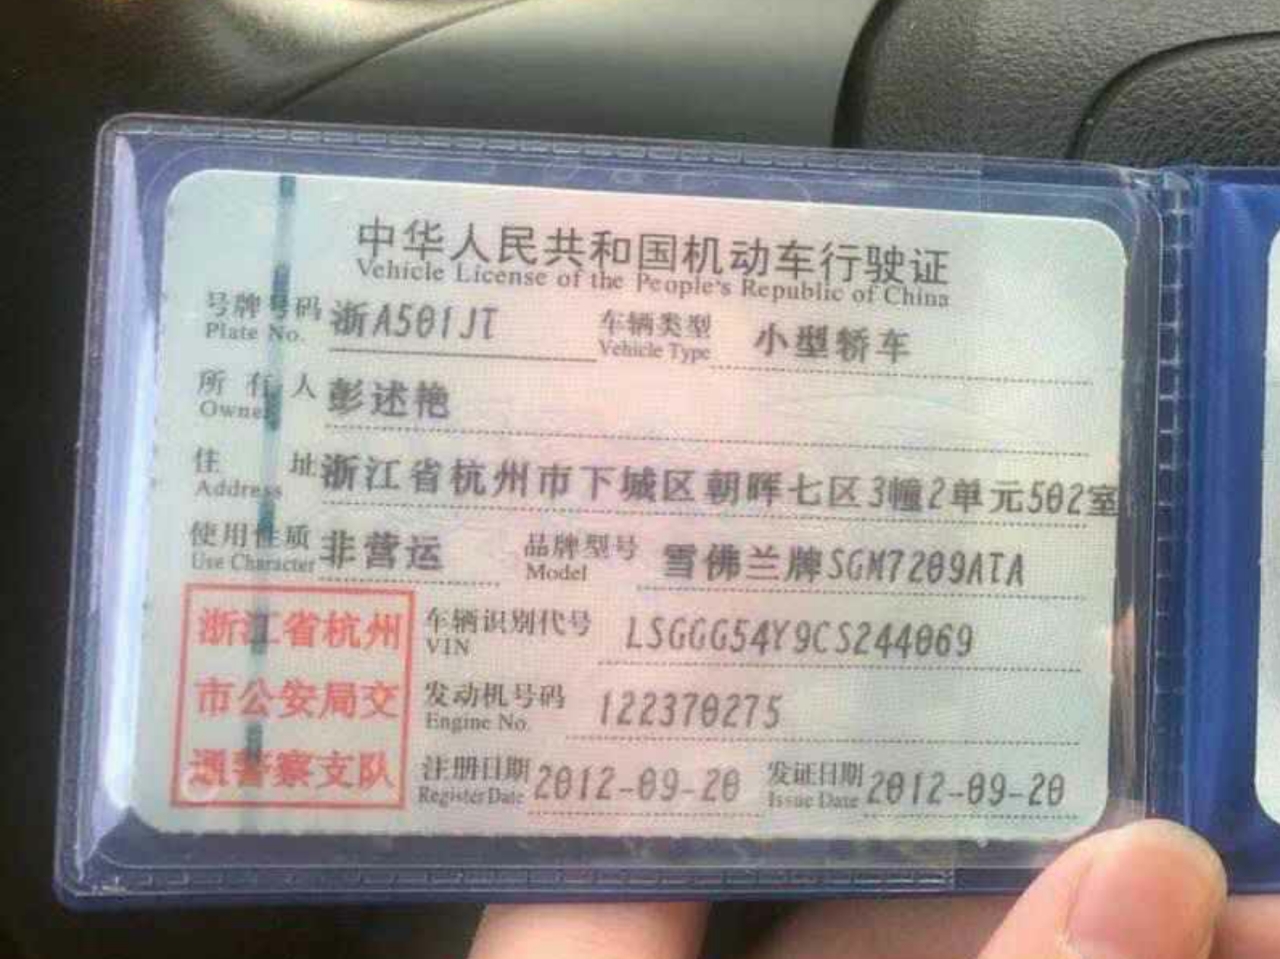 中华人民共和国机动车行驶证
Vehicle License of the People's Republic of China
号牌号码 浙A501JT 车辆类型 小型轿车
Plate No. Vehicle Type
所有人 彭述艳
Owner
住址 浙江省杭州市下城区朝晖七区3幢2单元502室
Address
使用性质 非营运 品牌型号 雪佛兰牌SGM7209ATA
Use Character Model
浙江省杭州 车辆识别代号 LSGGG54Y9CS244069
VIN
市公安局交 发动机号码 122370275
Engine No.
通警察支队 注册日期 2012-09-20 发证日期 2012-09-20
Register Date Issue Date